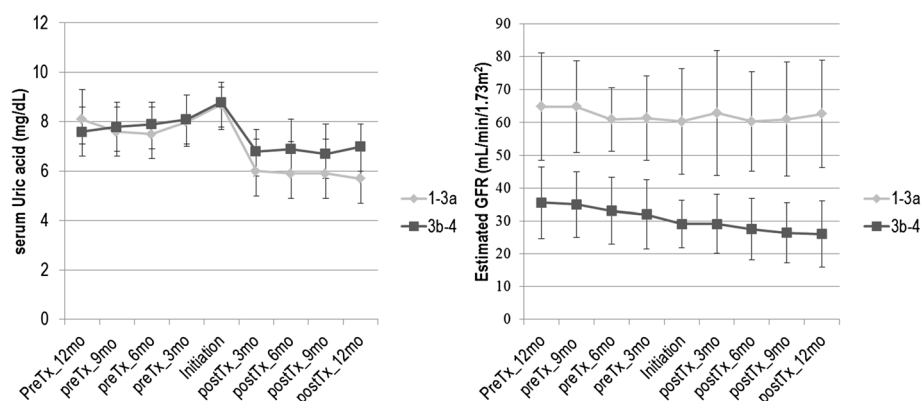 12
10
8
6
4
2
0
serum Uric acid (mg/dL)
PreTx_12mo
preTx_9mo
preTx_6mo
preTx_3mo
Initiation
postTx_3mo
postTx_6mo
postTx_9mo
postTx_12mo
1-3a
3b-4
90
80
70
60
50
40
30
20
10
0
Estimated GFR (mL/min/1.73m²)
PreTx_12mo
preTx_9mo
preTx_6mo
preTx_3mo
Initiation
postTx_3mo
postTx_6mo
postTx_9mo
postTx_12mo
1-3a
3b-4